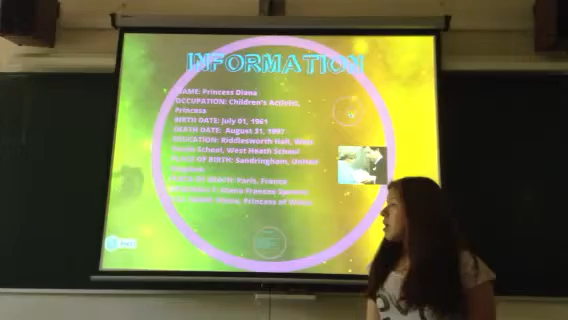 INFORMATION
NAME: Princess Diana
OCCUPATION: Children's Activist,
Princess
BIRTH DATE: July 01, 1961
DEATH DATE: August 31, 1997
EDUCATION: Riddlesworth Hall, West
Heath School, West Heath School
PLACE OF BIRTH: Sandringham, United
PLACE OF DEATH: Paris, France
Diana Frances Spencer
Diana, Princess of Wales